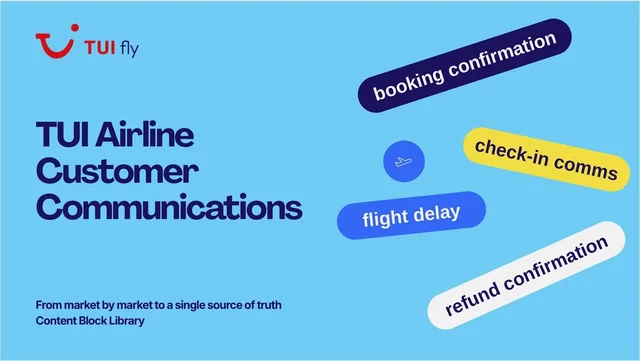 TUI fly
TUI Airline
Customer
Communications
From market by market to a single source of truth
Content Block Library
booking confirmation
check-in comms
flight delay
refund confirmation